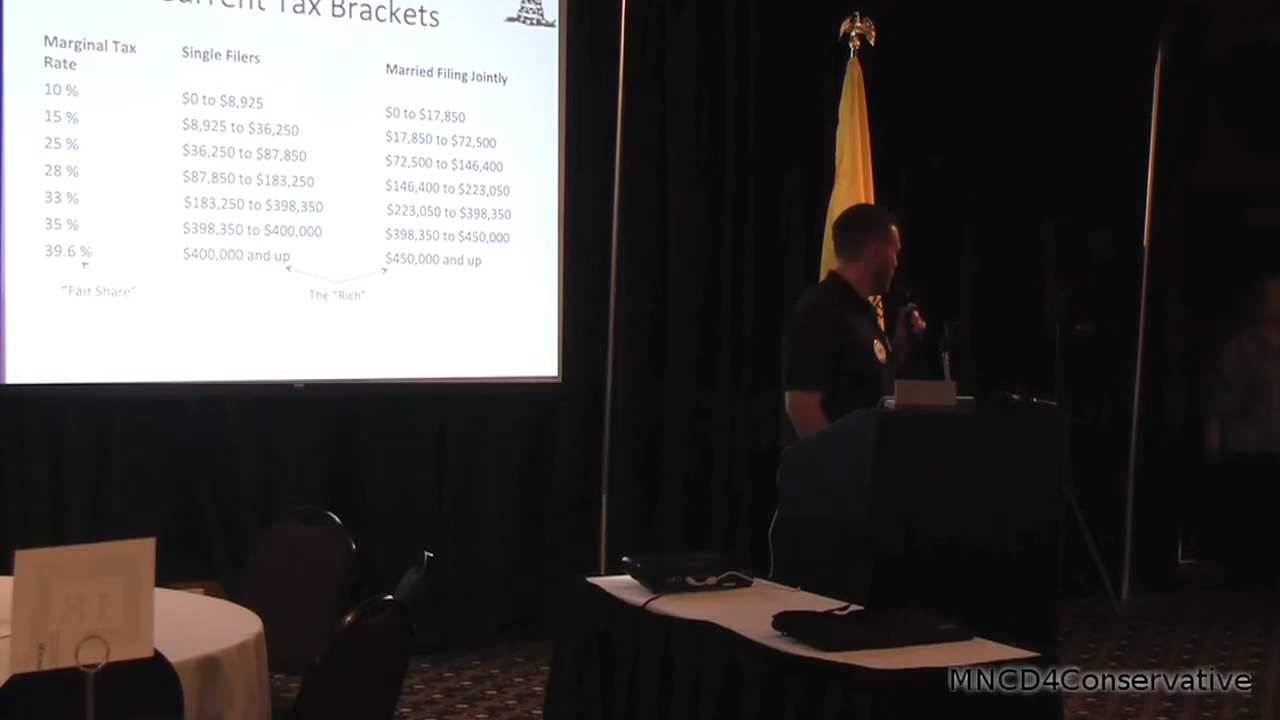 Current Tax Brackets
Marginal Tax Rate Single Filers Married Filing Jointly
10 % $0 to $8,925 $0 to $17,850
15 % $8,925 to $36,250 $17,850 to $72,500
25 % $36,250 to $87,850 $72,500 to $146,400
28 % $87,850 to $183,250 $146,400 to $223,050
33 % $183,250 to $398,350 $223,050 to $398,350
35 % $398,350 to $400,000 $398,350 to $450,000
39.6 % $400,000 and up $450,000 and up
"Fair Share" The "Rich"
MNCD4Conservative